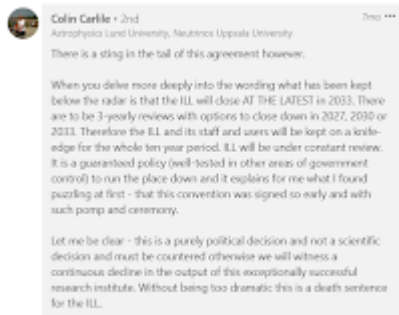 Colin Carlile • 2nd
7mo •••
Astrophysics Lund University, Neutrinos Uppsala University
There is a sting in the tail of this agreement however.
When you delve more deeply into the wording what has been kept
below the radar is that the ILL will close AT THE LATEST in 2033. There
are to be 3-yearly reviews with options to close down in 2027, 2030 or
2033. Therefore the ILL and its staff and users will be kept on a knife-
edge for the whole ten year period. ILL will be under constant review.
It is a guaranteed policy (well-tested in other areas of government
control) to run the place down and it explains for me what I found
puzzling at first - that this convention was signed so early and with
such pomp and ceremony.
Let me be clear - this is a purely political decision and not a scientific
decision and must be countered otherwise we will witness a
continuous decline in the output of this exceptionally successful
research institute. Without being too dramatic this is a death sentence
for the ILL.